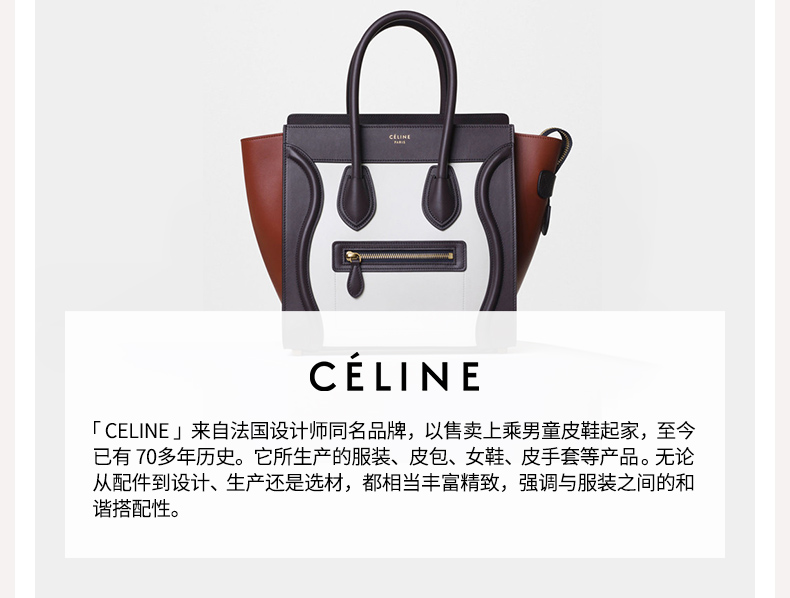 CÉLINE
PARIS
CÉLINE
「 CELINE 」来自法国设计师同名品牌，以售卖上乘男童皮鞋起家，至今
已有 70多年历史。它所生产的服装、皮包、女鞋、皮手套等产品。无论
从配件到设计、生产还是选材，都相当丰富精致，强调与服装之间的和
谐搭配性。